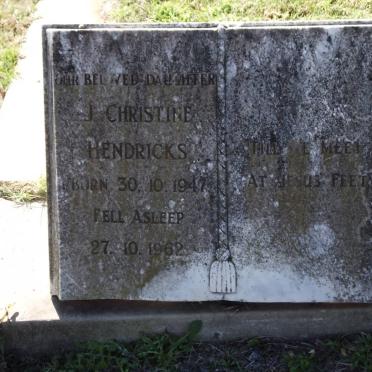 OUR BELOVED DAUGHTER
J. CHRISTINE
HENDRICKS
BORN 30. 10. 1947
FELL ASLEEP
27. 10. 1962
TILL WE MEET
AT JESUS FEET